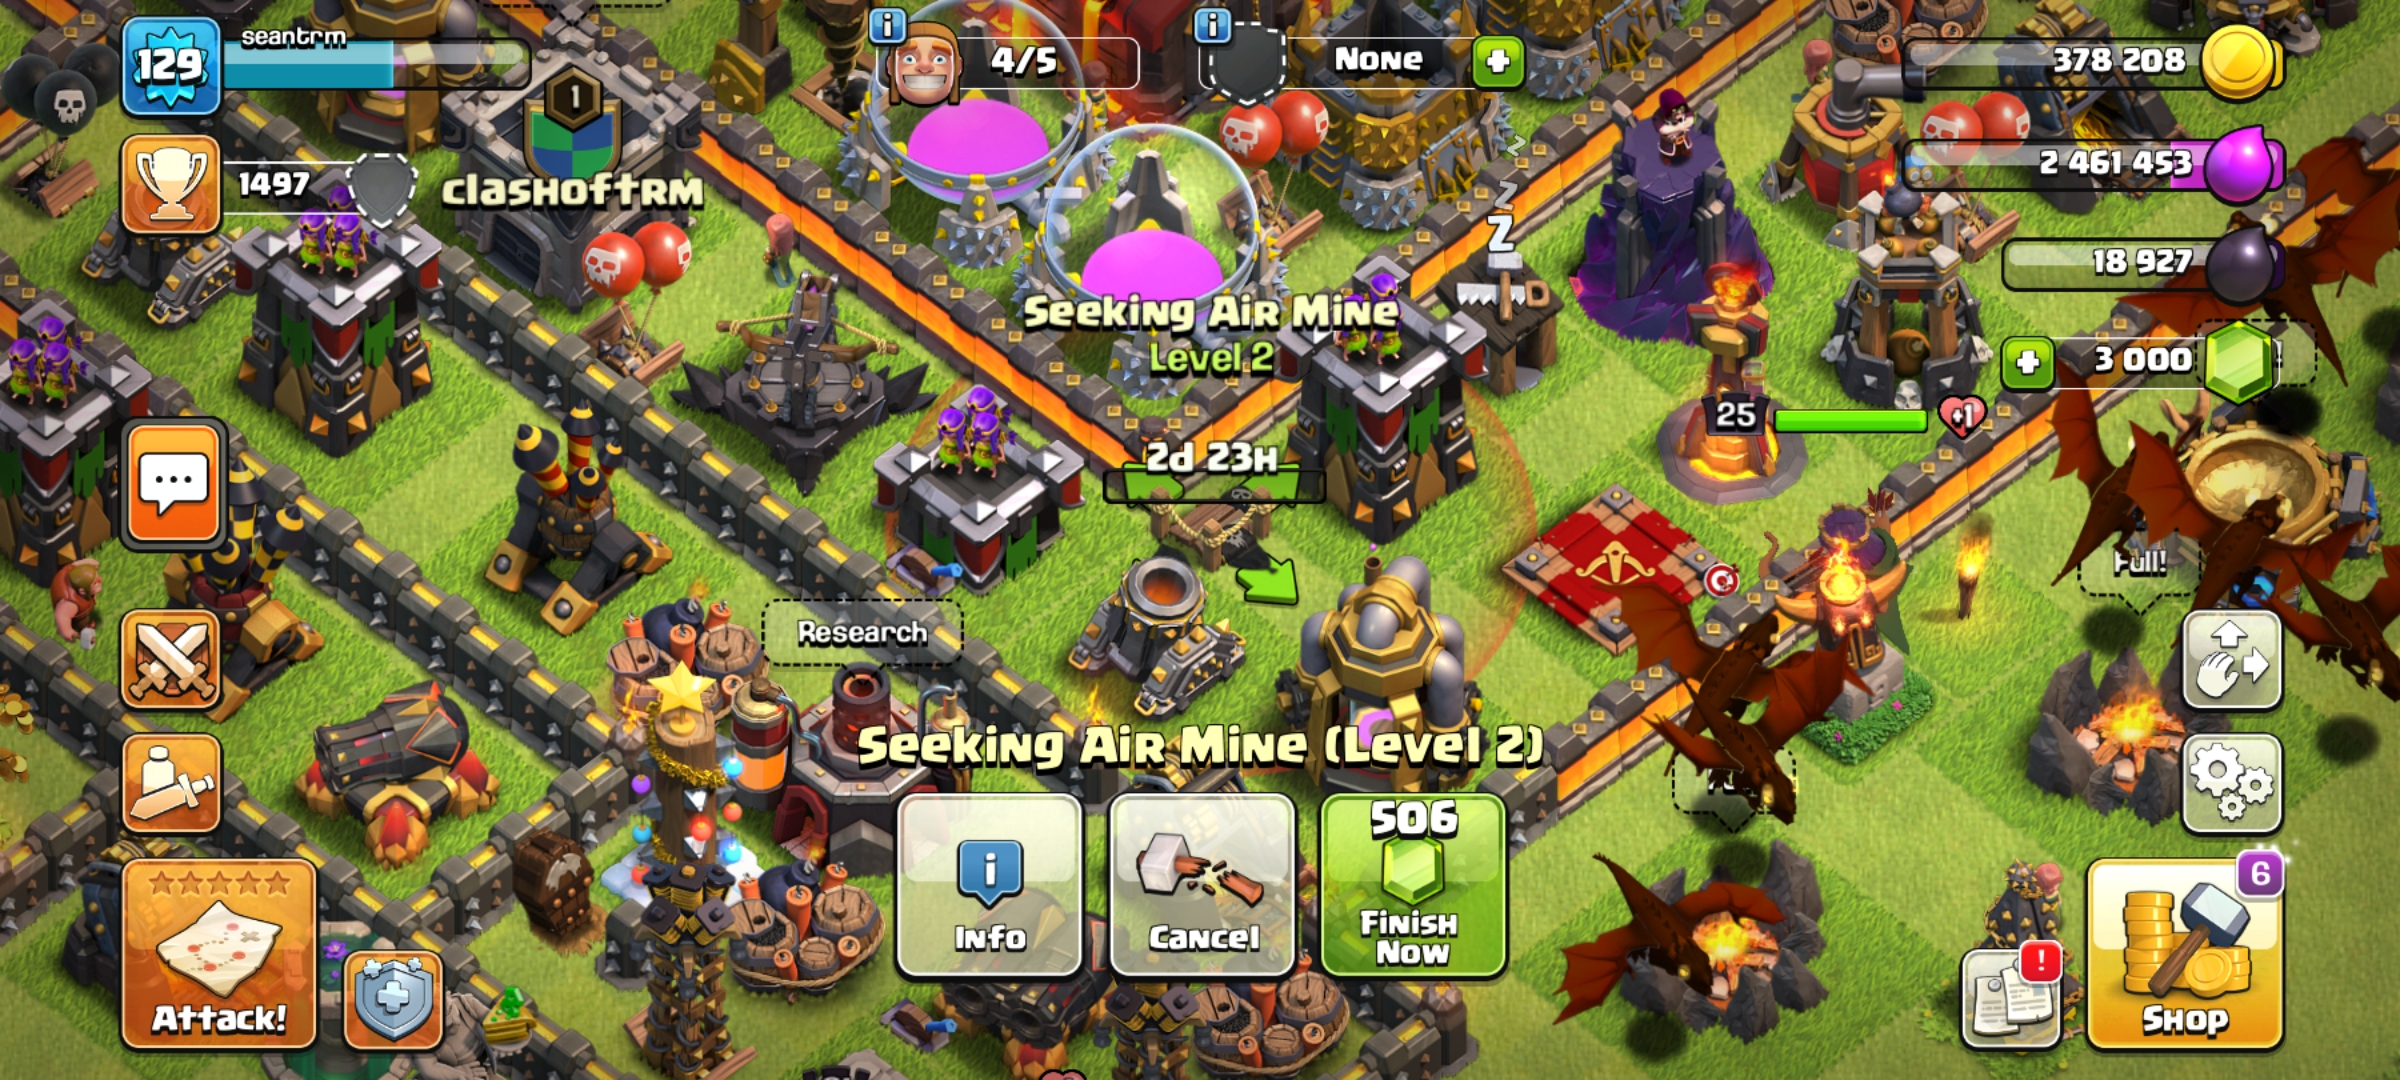 129
seantrm
4/5
None
378 208
1497
1
clashoftrm
2 461 453
18 927
3 000
z
Z
Z
Seeking Air Mine
Level 2
25
+1
2d 23H
Full!
Research
Seeking Air Mine (Level 2)
Info
Cancel
506
Finish
Now
Attack!
6
!
Shop